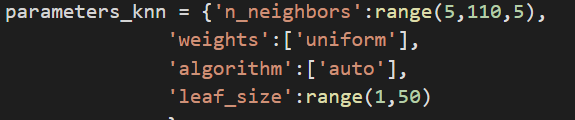 parameters_knn = {'n_neighbors':range(5,110,5),
'weights':['uniform'],
'algorithm':['auto'],
'leaf_size':range(1,50)